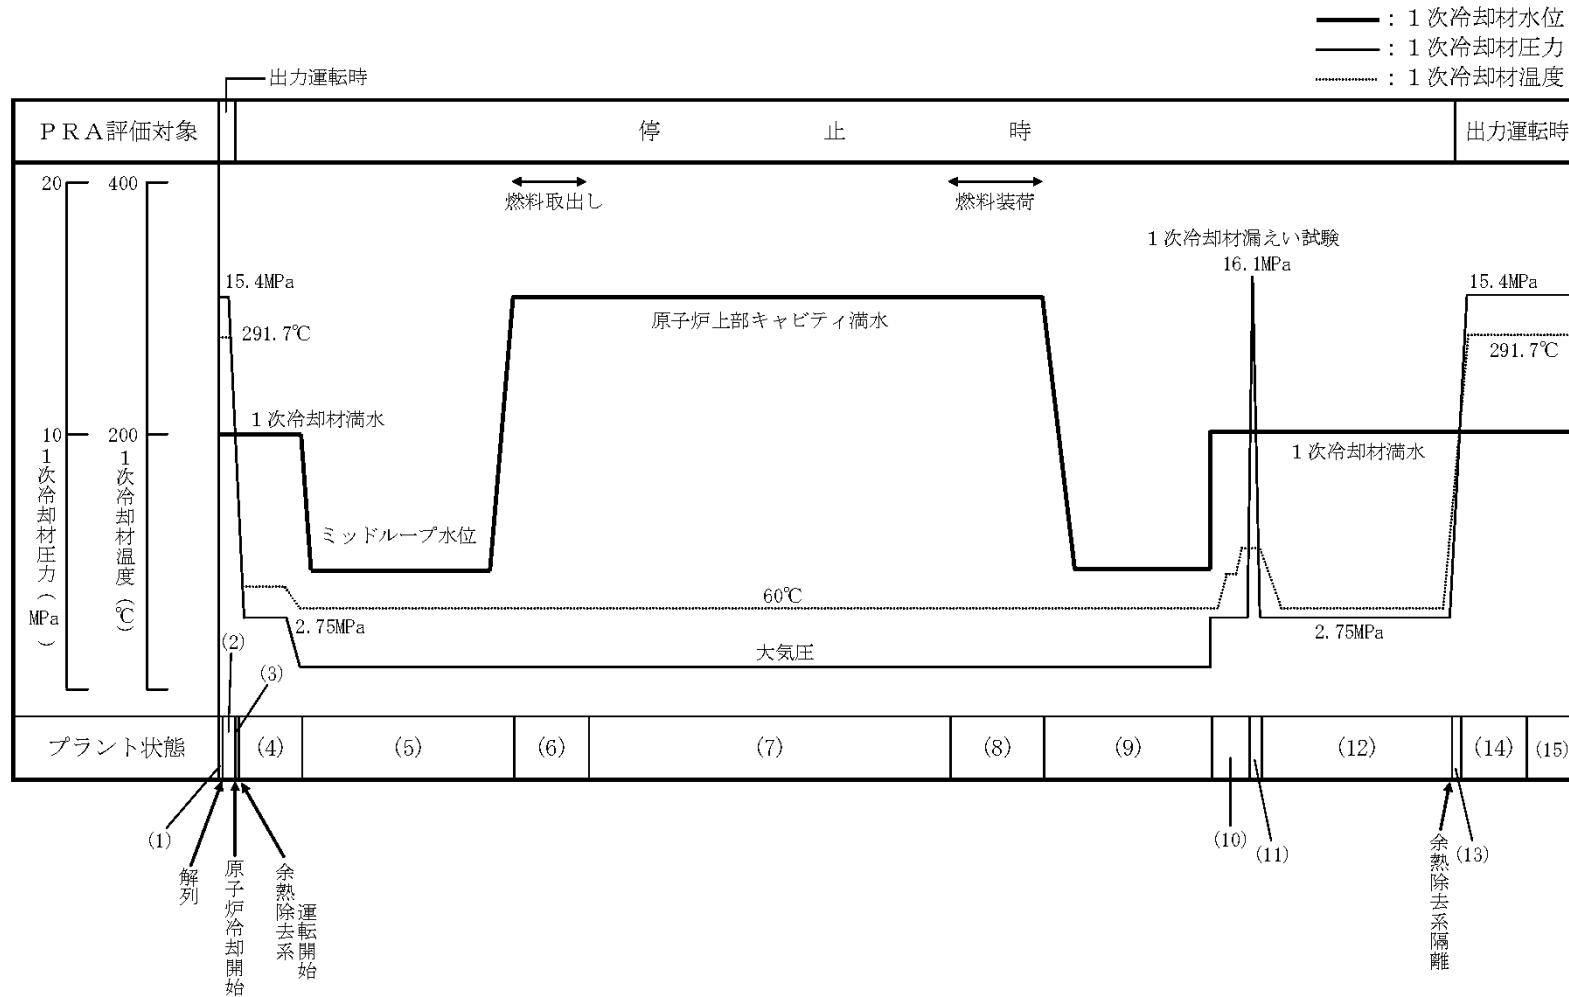 ：１次冷却材水位
：１次冷却材圧力
：１次冷却材温度
出力運転時
ＰＲＡ評価対象
停止時
出力運転時
20
400
燃料取出し
燃料装荷
１次冷却材漏えい試験
16.1MPa
15.4MPa
15.4MPa
291.7℃
原子炉上部キャビティ満水
291.7℃
１次冷却材満水
10
200
１次冷却材満水
１次冷却材圧力（MPa）
１次冷却材温度（℃）
ミッドループ水位
60℃
2.75MPa
2.75MPa
大気圧
(2)
(3)
プラント状態
(4)
(5)
(6)
(7)
(8)
(9)
(12)
(14)
(15)
(1)
(10)
(11)
(13)
解列
原子炉冷却開始
余熱除去系
運転開始
余熱除去系隔離